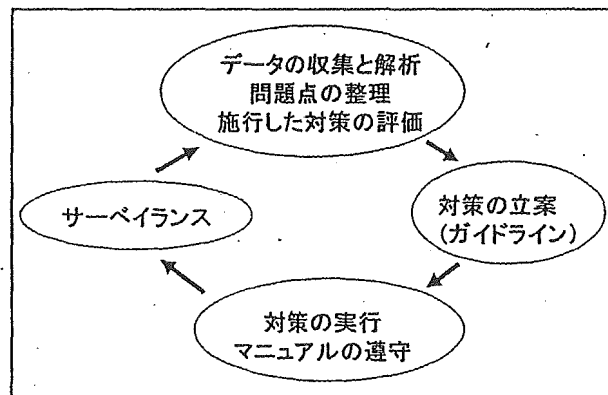 データの収集と解析
問題点の整理
施行した対策の評価
サーベイランス
対策の立案
(ガイドライン)
対策の実行
マニュアルの遵守